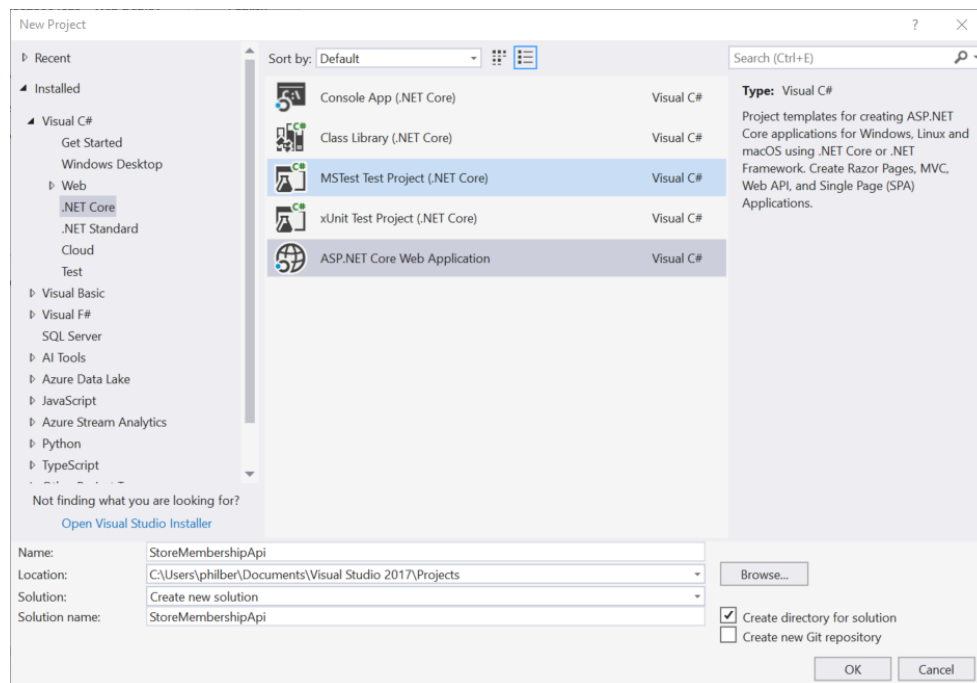 New Project
?
Recent
Installed
Visual C#
Get Started
Windows Desktop
Web
.NET Core
.NET Standard
Cloud
Test
Visual Basic
Visual F#
SQL Server
AI Tools
Azure Data Lake
JavaScript
Azure Stream Analytics
Python
TypeScript
Not finding what you are looking for?
Open Visual Studio Installer
Sort by: Default
Console App (.NET Core) Visual C#
Class Library (.NET Core) Visual C#
MSTest Test Project (.NET Core) Visual C#
xUnit Test Project (.NET Core) Visual C#
ASP.NET Core Web Application Visual C#
Search (Ctrl+E)
Type: Visual C#
Project templates for creating ASP.NET
Core applications for Windows, Linux and
macOS using .NET Core or .NET
Framework. Create Razor Pages, MVC,
Web API, and Single Page (SPA)
Applications.
Name: StoreMembershipApi
Location: C:\Users\philber\Documents\Visual Studio 2017\Projects
Browse...
Solution: Create new solution
Solution name: StoreMembershipApi
Create directory for solution
Create new Git repository
OK Cancel